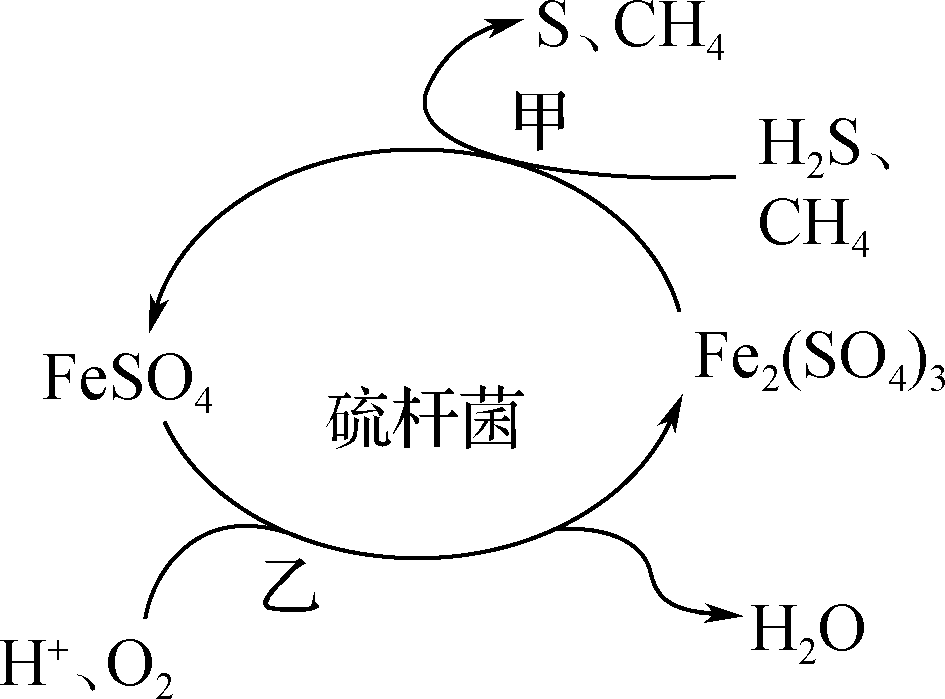 S、CH₄
甲
H₂S、
CH₄
FeSO₄
Fe₂(SO₄)₃
硫杆菌
乙
H⁺、O₂
H₂O